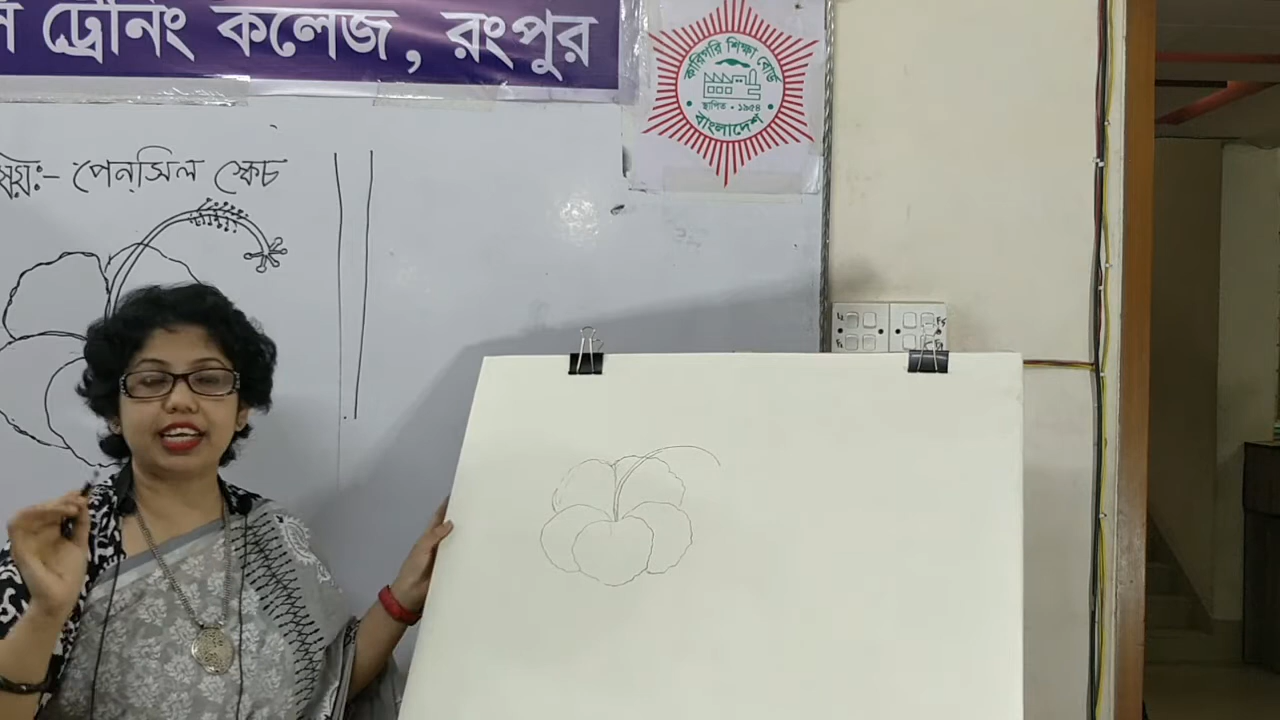 ট্রেনিং কলেজ, রংপুর
কারিগরি শিক্ষা বোর্ড
স্থাপিত • ১৯৫৪
বাংলাদেশ
পেনসিল স্কেচ